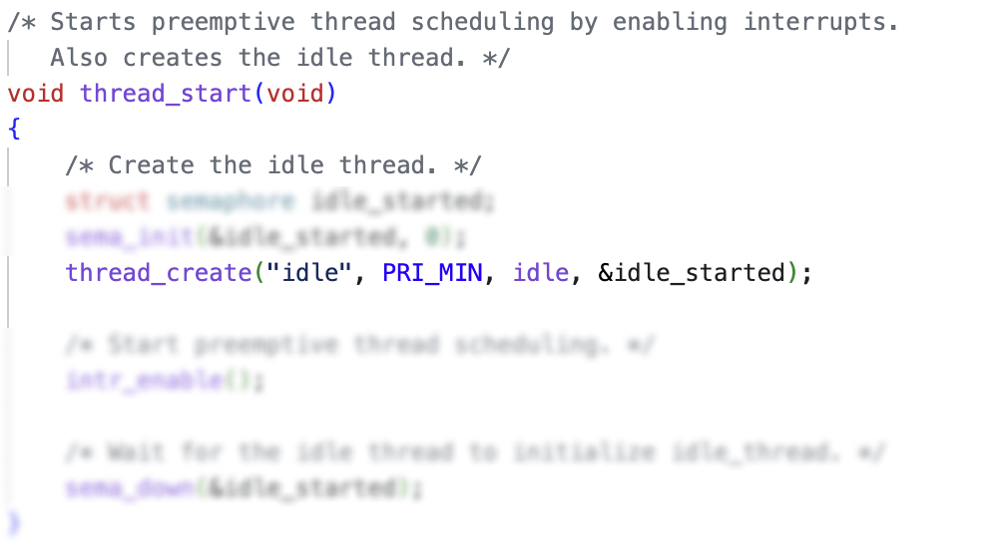 /* Starts preemptive thread scheduling by enabling interrupts.
Also creates the idle thread. */
void thread_start(void)
{
/* Create the idle thread. */
struct semaphore idle_started;
sema_init(&idle_started, 0);
thread_create("idle", PRI_MIN, idle, &idle_started);
/* Start preemptive thread scheduling. */
intr_enable();
/* Wait for the idle thread to initialize idle_thread. */
sema_down(&idle_started);
}